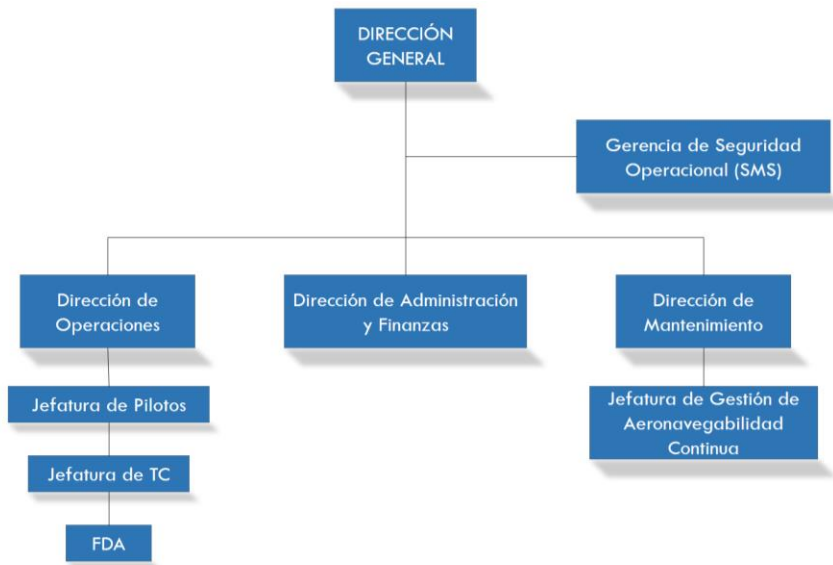 DIRECCIÓN
GENERAL
Gerencia de Seguridad
Operacional (SMS)
Dirección de
Operaciones
Dirección de Administración
y Finanzas
Dirección de
Mantenimiento
Jefatura de Pilotos
Jefatura de Gestión de
Aeronavegabilidad
Continua
Jefatura de TC
FDA